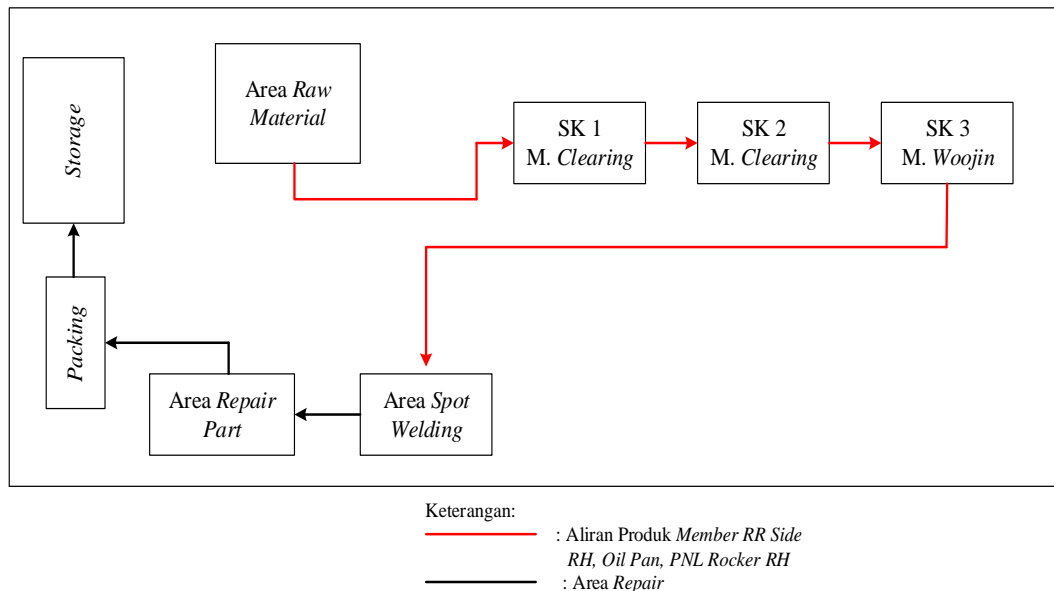 Storage
Area Raw
Material
SK 1
M. Clearing
SK 2
M. Clearing
SK 3
M. Woojin
Packing
Area Repair
Part
Area Spot
Welding
Keterangan:
: Aliran Produk Member RR Side
RH, Oil Pan, PNL Rocker RH
: Area Repair